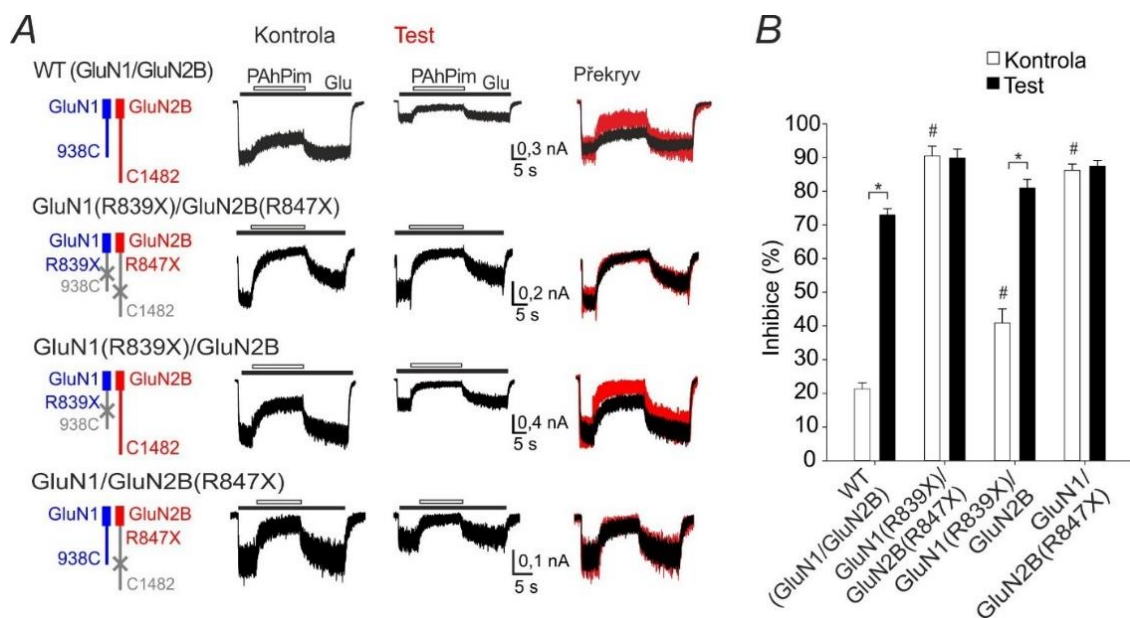 A
Kontrola
Test
WT (GluN1/GluN2B)
GluN1
GluN2B
938C
C1482
PAhPim
Glu
PAhPim
Glu
Překryv
0,3 nA
5 s
GluN1(R839X)/GluN2B(R847X)
GluN1
GluN2B
R839X
R847X
938C
C1482
0,2 nA
5 s
GluN1(R839X)/GluN2B
GluN1
GluN2B
R839X
938C
C1482
0,4 nA
5 s
GluN1/GluN2B(R847X)
GluN1
GluN2B
R847X
938C
C1482
0,1 nA
5 s
B
Kontrola
Test
Inhibice (%)
100
90
80
70
60
50
40
30
20
10
0
*
#
#
*
#
WT
(GluN1/GluN2B)
GluN1(R839X)/
GluN2B(R847X)
GluN1(R839X)/
GluN2B
GluN1/
GluN2B(R847X)